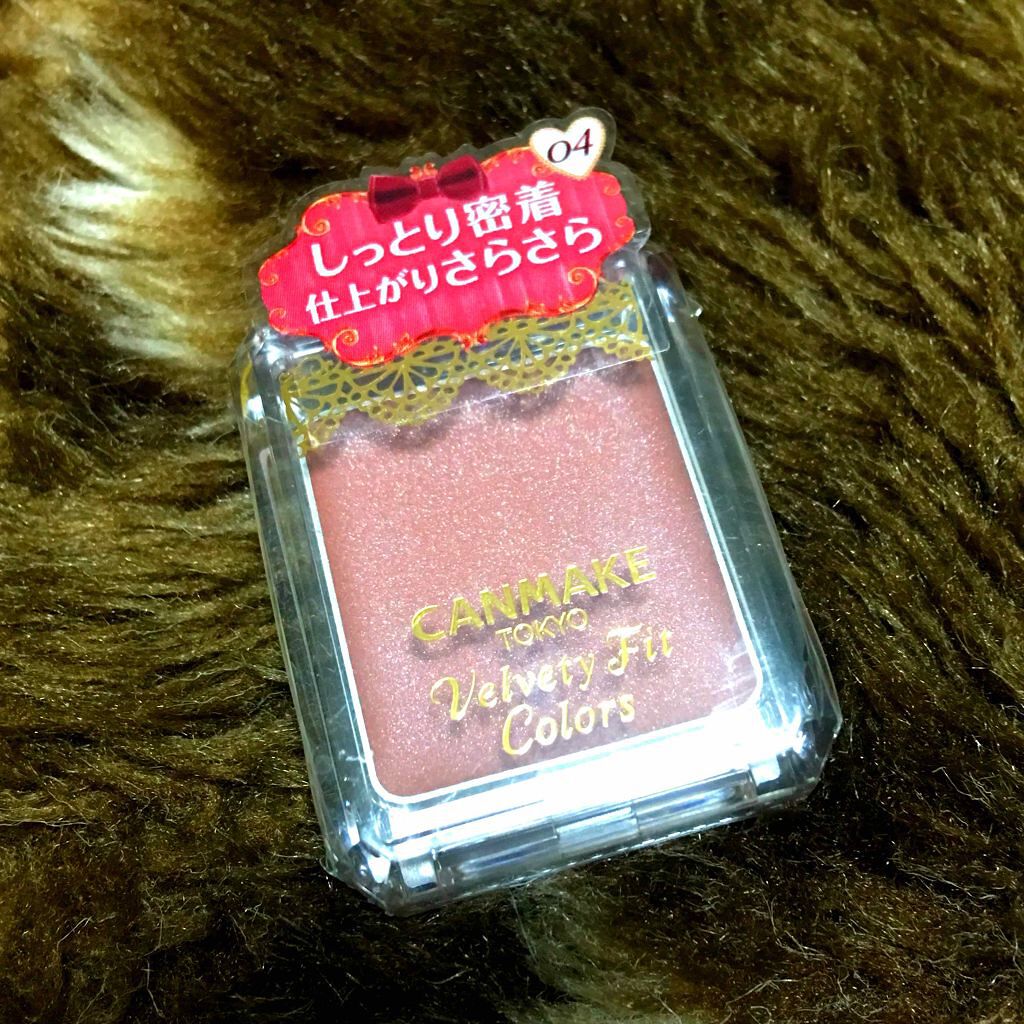 04
しっとり密着
仕上がりさらさら
CANMAKE
TOKYO
Velvety Fit
Colors